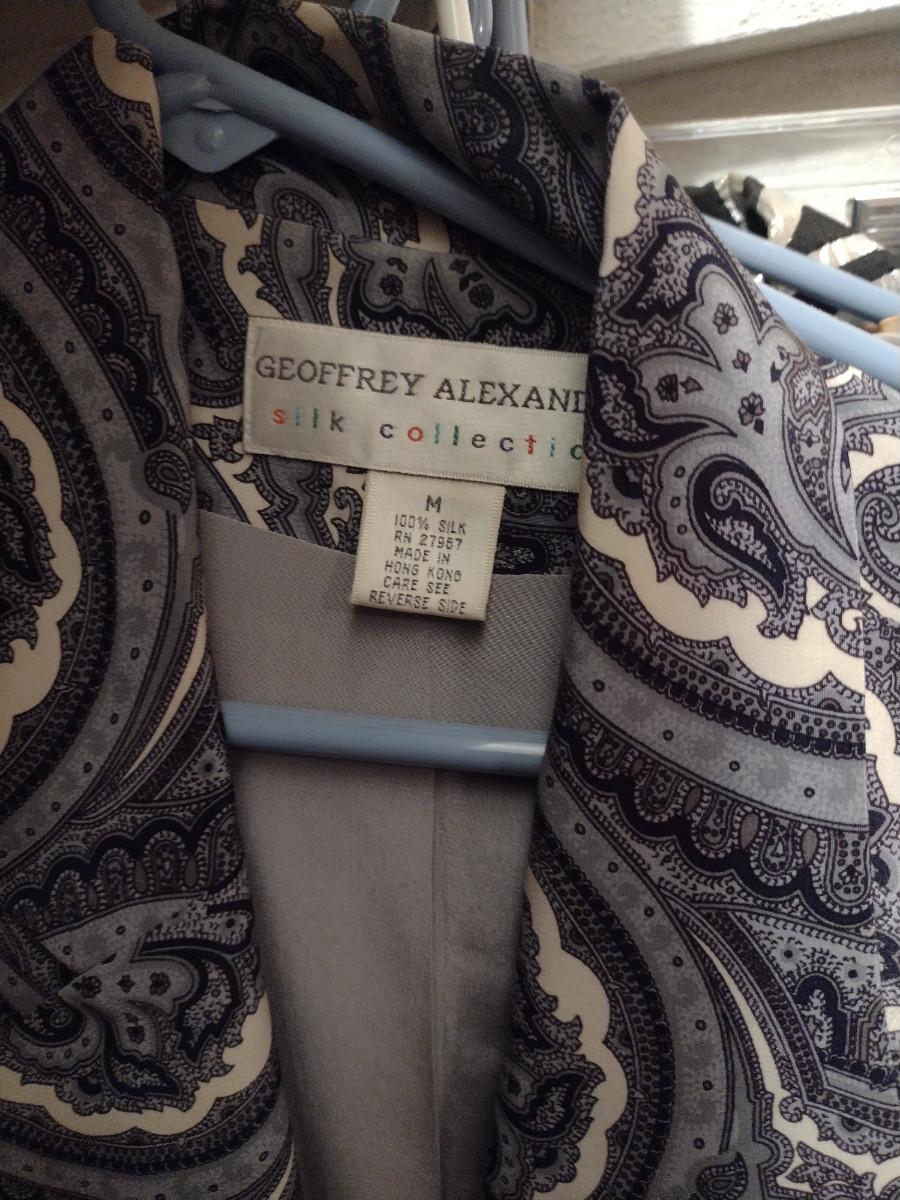 GEOFFREY ALEXAND
silk collectio
M
100% SILK
RN 27967
MADE IN
HONG KONG
CARE SEE
REVERSE SIDE